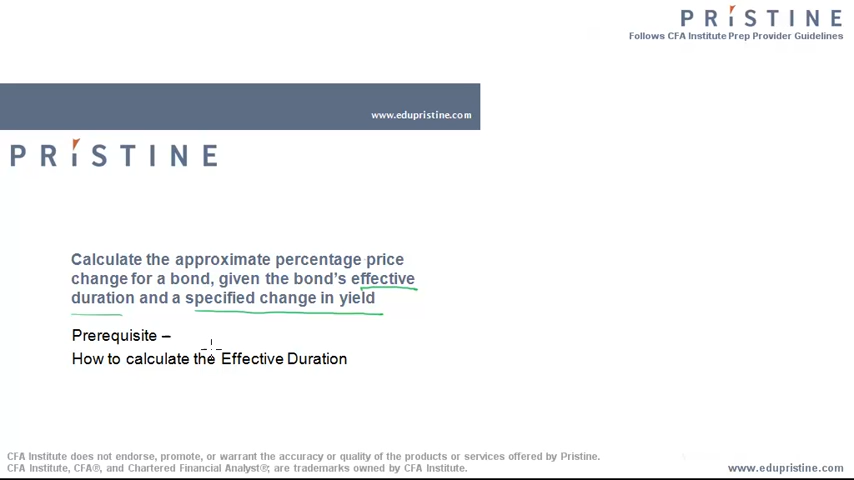 PRiSTINE
Follows CFA Institute Prep Provider Guidelines
www.edupristine.com
PRiSTINE
Calculate the approximate percentage price
change for a bond, given the bond's effective
duration and a specified change in yield
Prerequisite –
How to calculate the Effective Duration
CFA Institute does not endorse, promote, or warrant the accuracy or quality of the products or services offered by Pristine.
CFA Institute, CFA®, and Chartered Financial Analyst®; are trademarks owned by CFA Institute.
www.edupristine.com